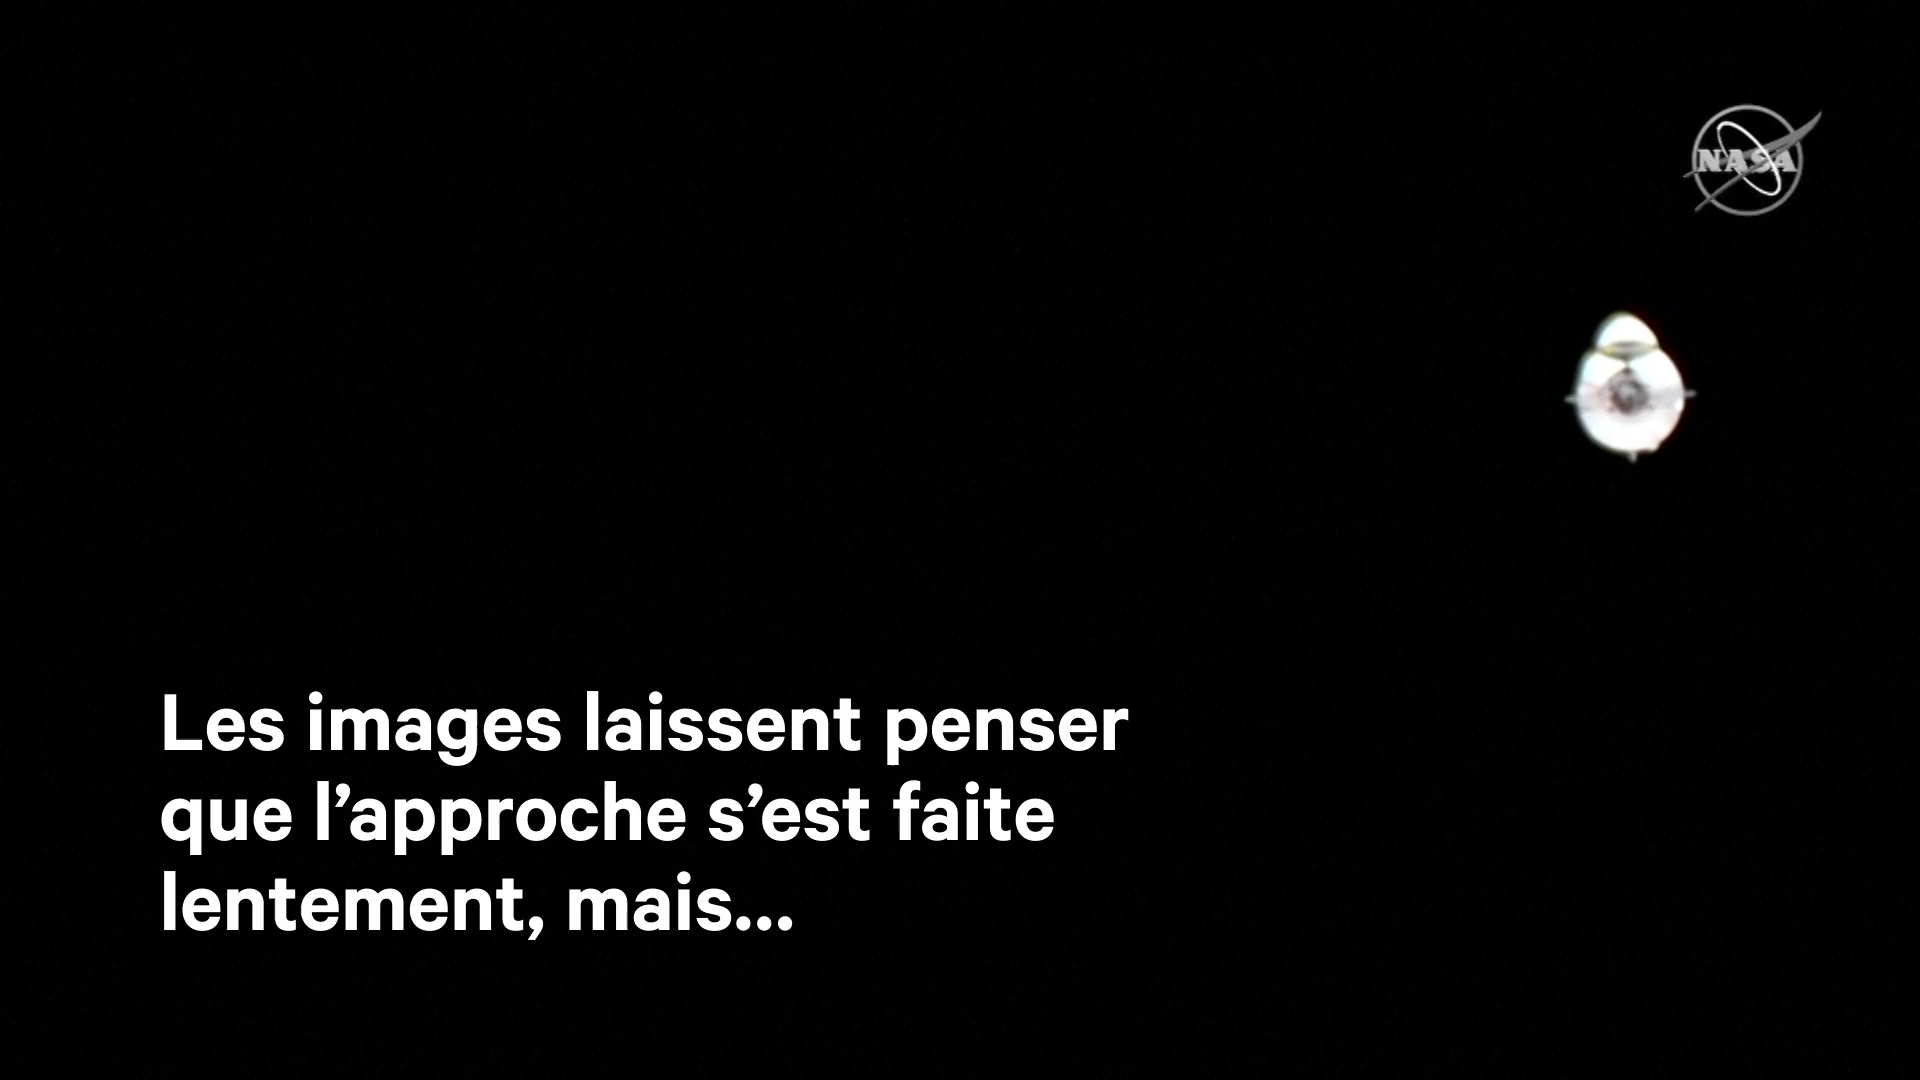 NASA
Les images laissent penser
que l’approche s’est faite
lentement, mais...